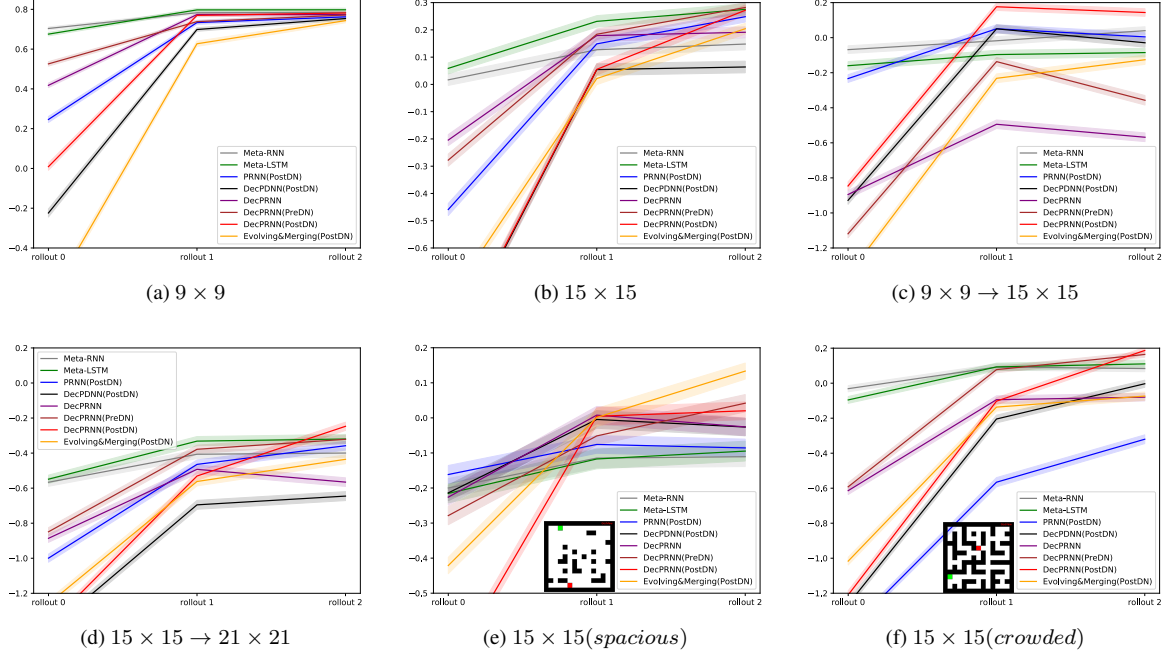 0.8
0.6
0.4
0.2
0.0
−0.2
−0.4
rollout 0
rollout 1
rollout 2
Meta-RNN
Meta-LSTM
PRNN(PostDN)
DecPDNN(PostDN)
DecPRNN
DecPRNN(PreDN)
DecPRNN(PostDN)
Evolving&Merging(PostDN)
(a) 9 × 9
0.3
0.2
0.1
0.0
−0.1
−0.2
−0.3
−0.4
−0.5
−0.6
rollout 0
rollout 1
rollout 2
Meta-RNN
Meta-LSTM
PRNN(PostDN)
DecPDNN(PostDN)
DecPRNN
DecPRNN(PreDN)
DecPRNN(PostDN)
Evolving&Merging(PostDN)
(b) 15 × 15
0.2
0.0
−0.2
−0.4
−0.6
−0.8
−1.0
−1.2
rollout 0
rollout 1
rollout 2
Meta-RNN
Meta-LSTM
PRNN(PostDN)
DecPDNN(PostDN)
DecPRNN
DecPRNN(PreDN)
DecPRNN(PostDN)
Evolving&Merging(PostDN)
(c) 9 × 9 → 15 × 15
0.2
0.0
−0.2
−0.4
−0.6
−0.8
−1.0
−1.2
rollout 0
rollout 1
rollout 2
Meta-RNN
Meta-LSTM
PRNN(PostDN)
DecPDNN(PostDN)
DecPRNN
DecPRNN(PreDN)
DecPRNN(PostDN)
Evolving&Merging(PostDN)
(d) 15 × 15 → 21 × 21
0.2
0.1
0.0
−0.1
−0.2
−0.3
−0.4
−0.5
rollout 0
rollout 1
rollout 2
Meta-RNN
Meta-LSTM
PRNN(PostDN)
DecPDNN(PostDN)
DecPRNN
DecPRNN(PreDN)
DecPRNN(PostDN)
Evolving&Merging(PostDN)
(e) 15 × 15(spacious)
0.2
0.0
−0.2
−0.4
−0.6
−0.8
−1.0
−1.2
rollout 0
rollout 1
rollout 2
Meta-RNN
Meta-LSTM
PRNN(PostDN)
DecPDNN(PostDN)
DecPRNN
DecPRNN(PreDN)
DecPRNN(PostDN)
Evolving&Merging(PostDN)
(f) 15 × 15(crowded)